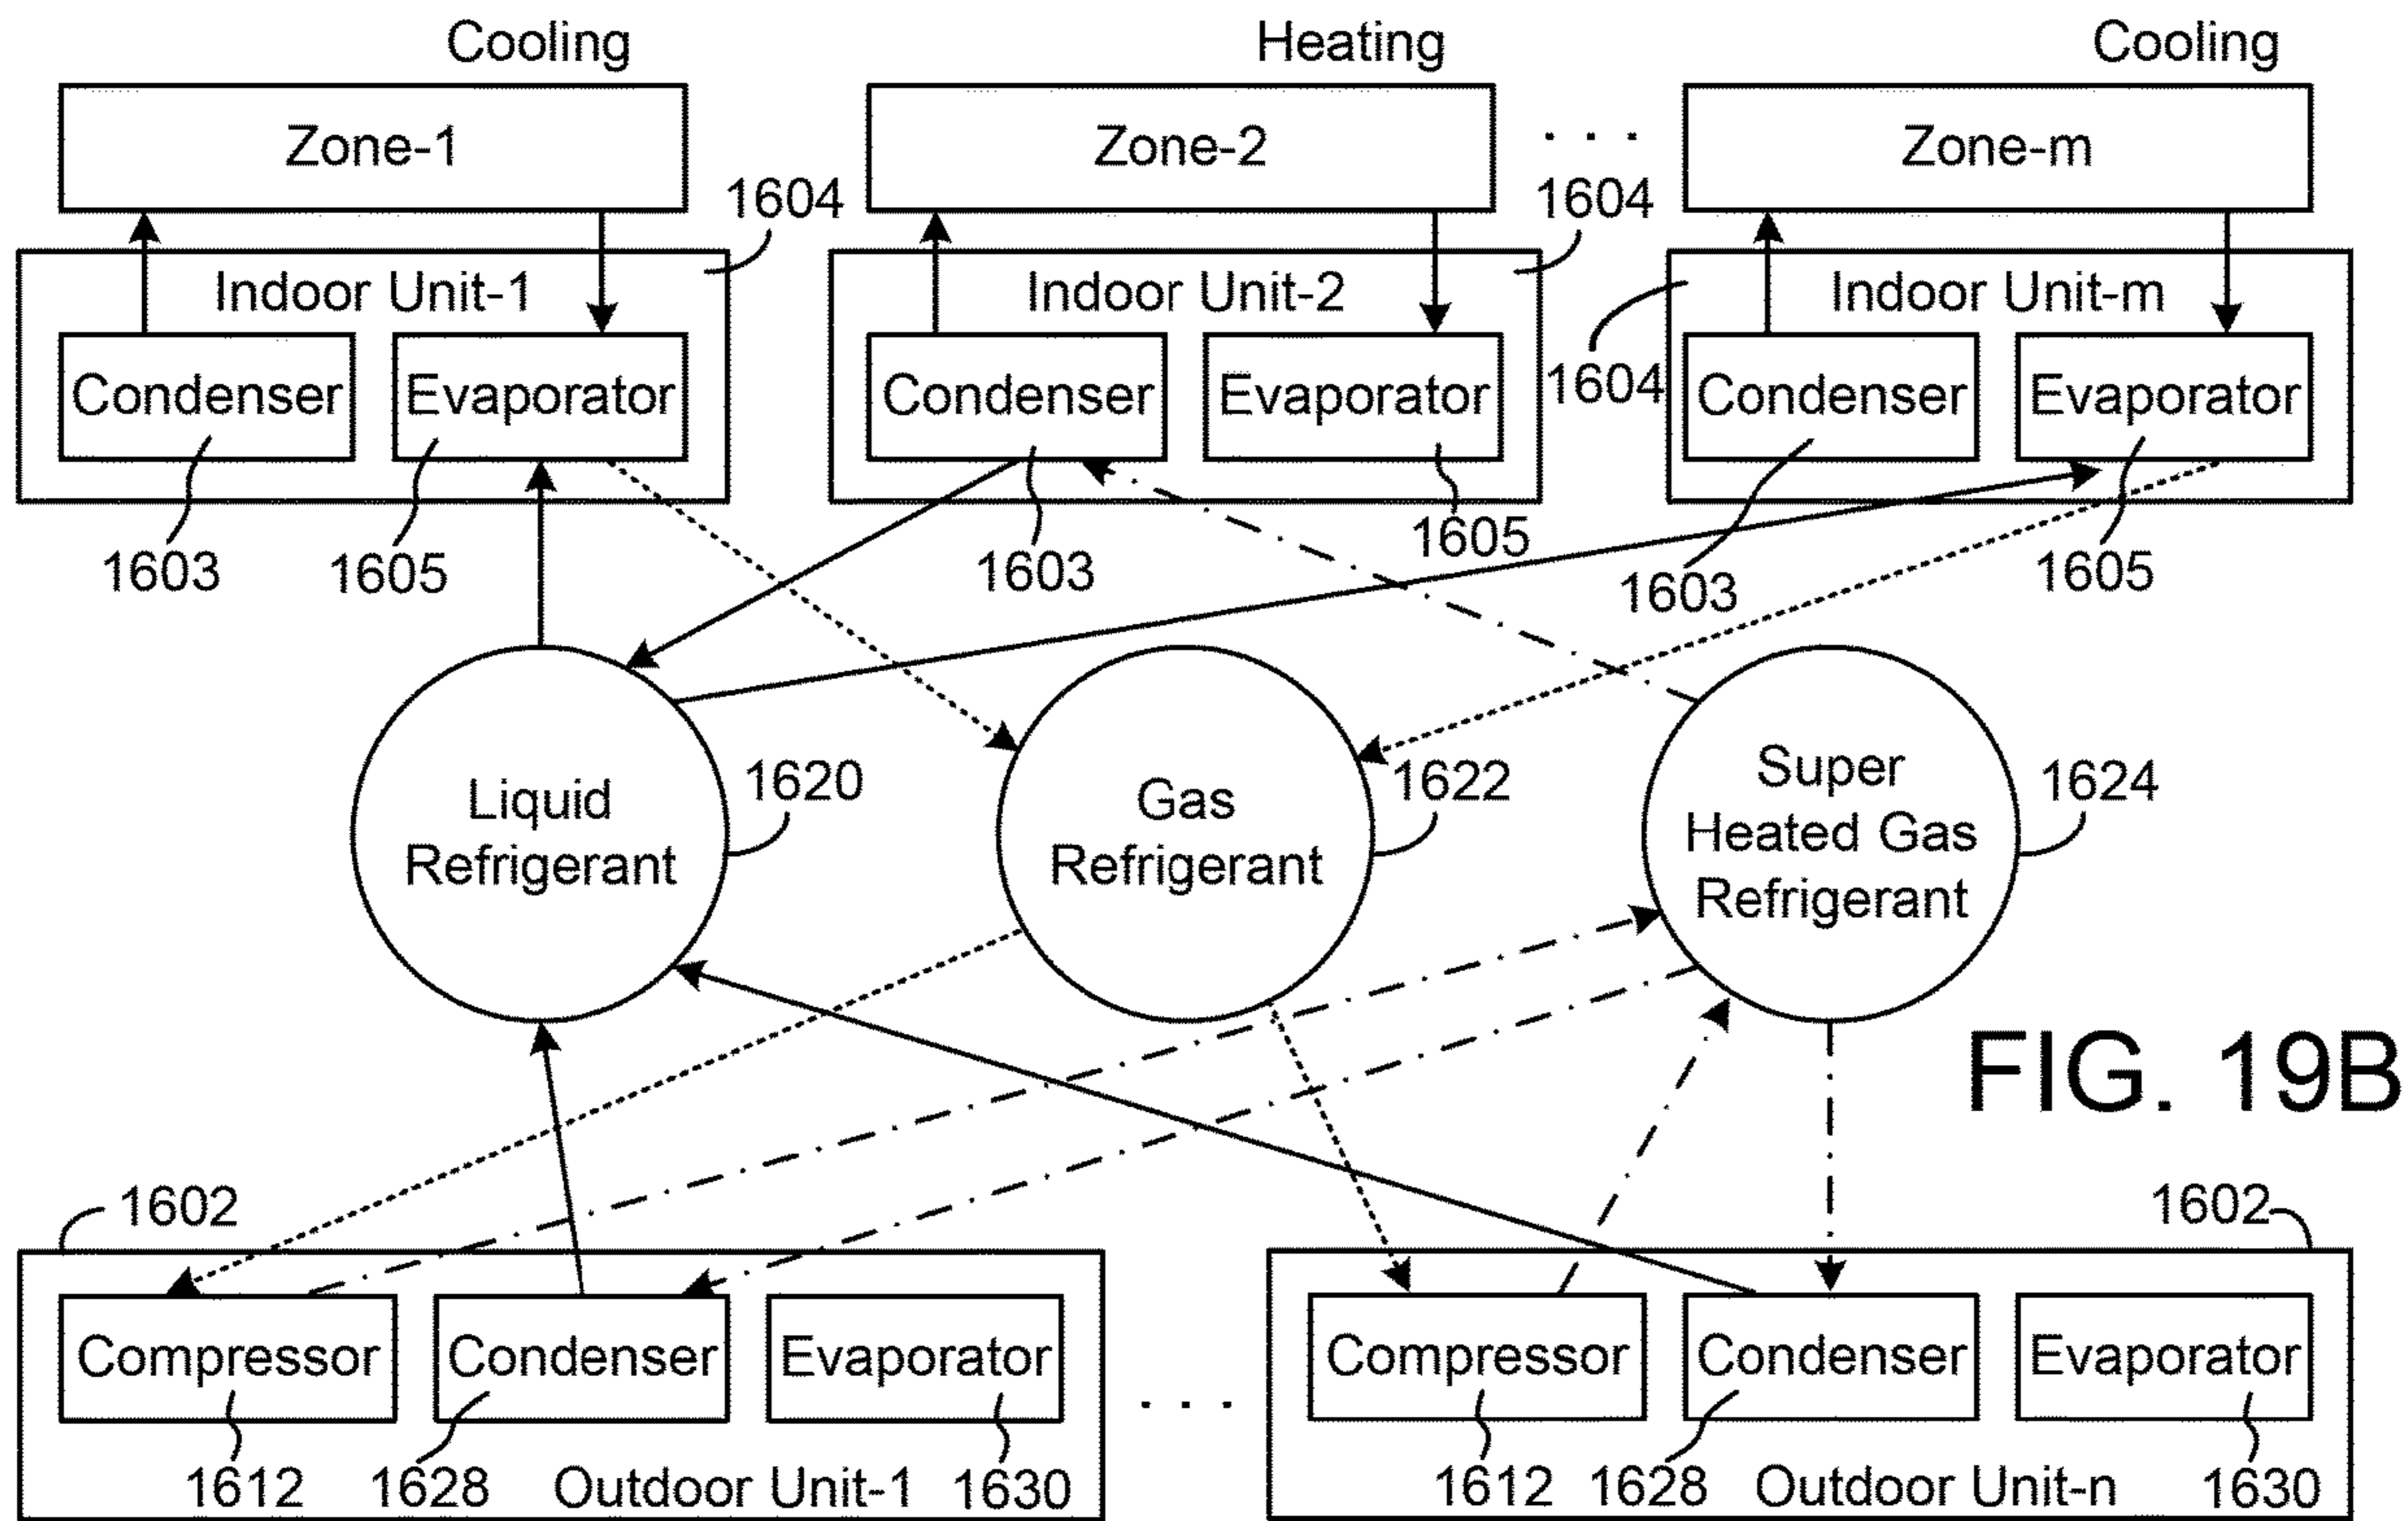 Cooling
Heating
Cooling
Zone-1
Zone-2
. . .
Zone-m
1604
1604
Indoor Unit-1
Indoor Unit-2
1604
Indoor Unit-m
Condenser
Evaporator
Condenser
Evaporator
Condenser
Evaporator
1603
1605
1603
1605
1603
1605
Liquid
Refrigerant
1620
Gas
Refrigerant
1622
Super
Heated Gas
Refrigerant
1624
FIG. 19B
1602
1602
Compressor
Condenser
Evaporator
. . .
Compressor
Condenser
Evaporator
1612
1628
Outdoor Unit-1
1630
1612
1628
Outdoor Unit-n
1630